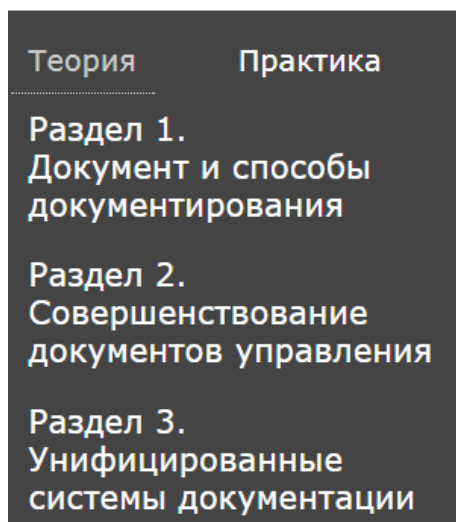 Теория Практика
Раздел 1.
Документ и способы
документирования
Раздел 2.
Совершенствование
документов управления
Раздел 3.
Унифицированные
системы документации